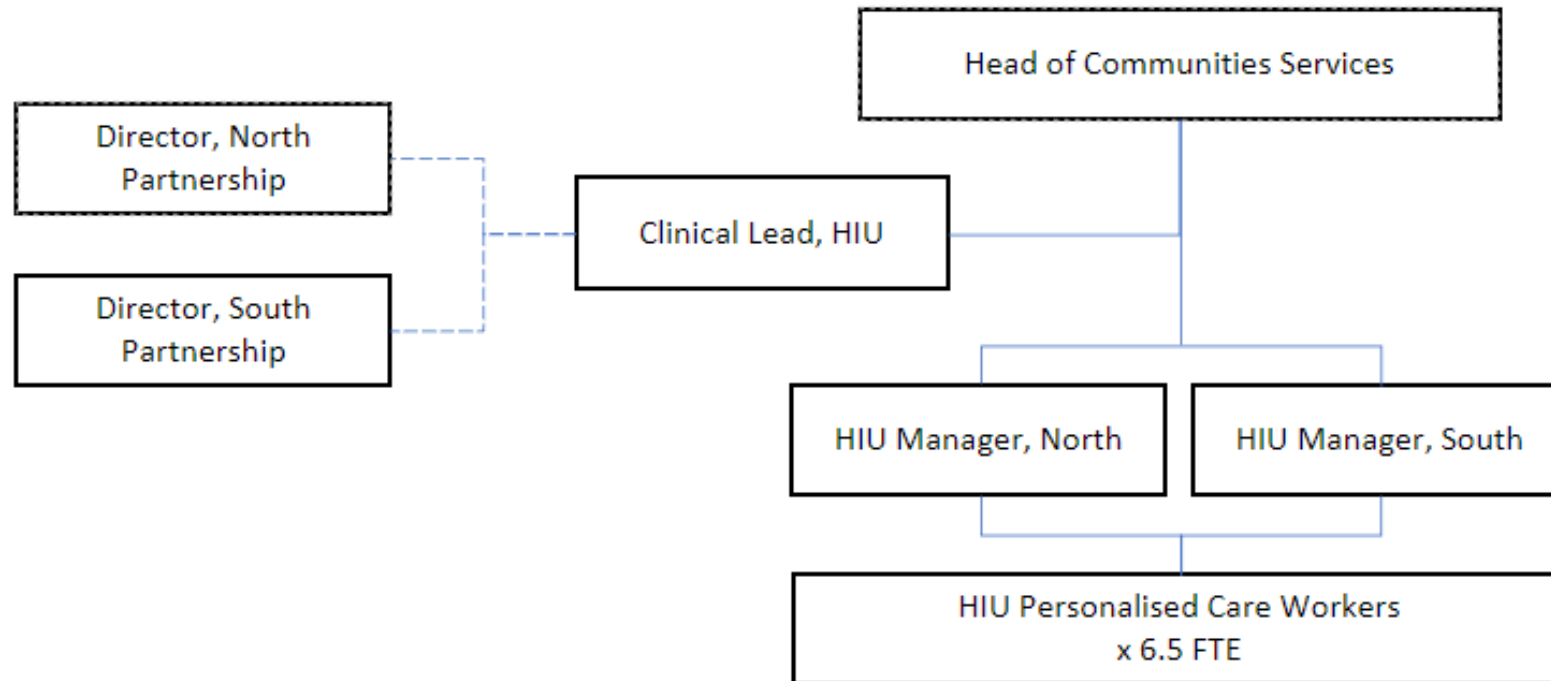 Head of Communities Services
Director, North
Partnership
Clinical Lead, HIU
Director, South
Partnership
HIU Manager, North
HIU Manager, South
HIU Personalised Care Workers
x 6.5 FTE